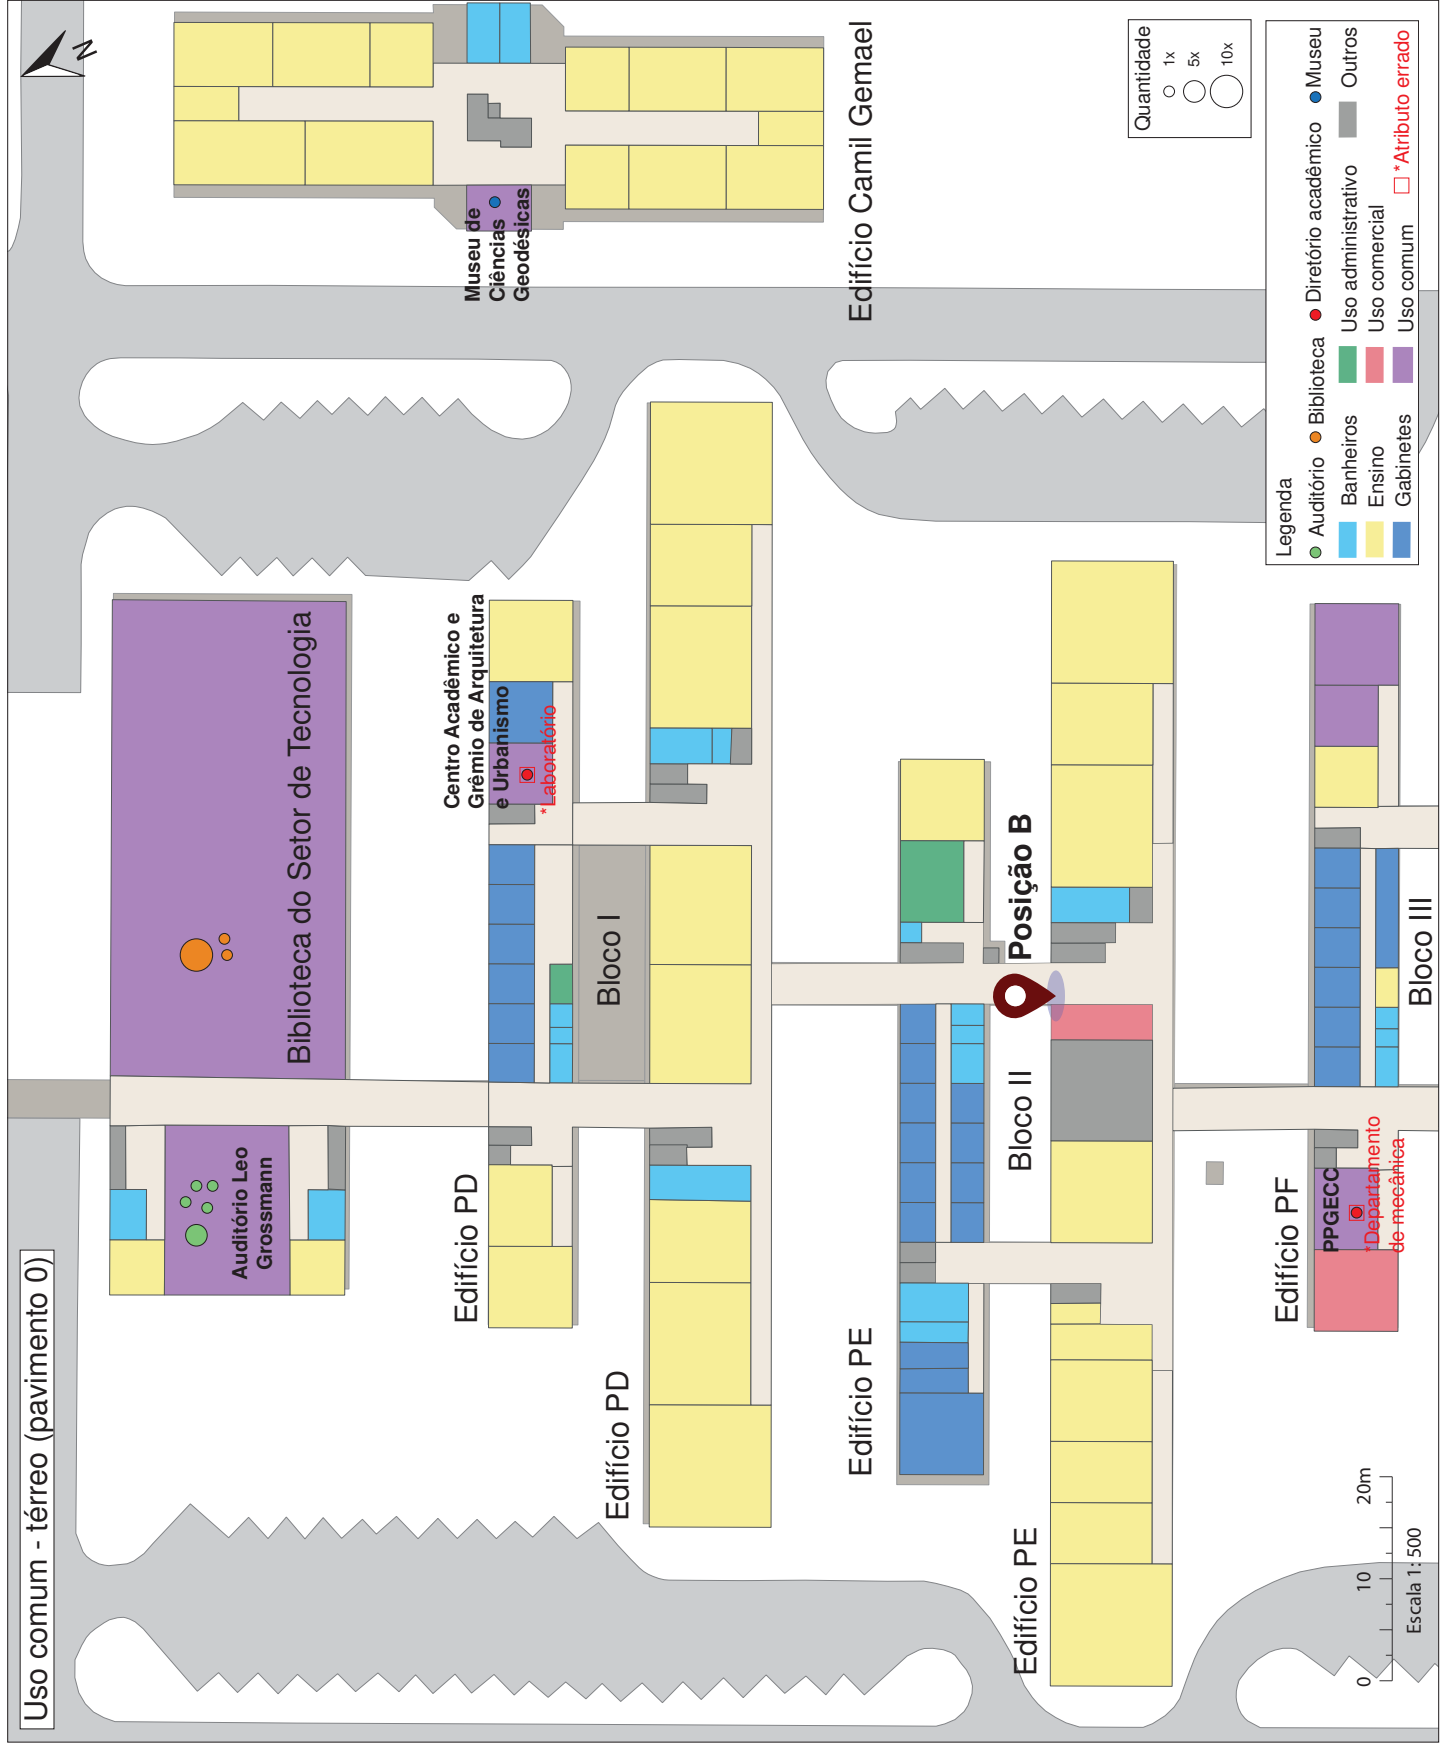 Uso comum - térreo (pavimento 0)
N
Biblioteca do Setor de Tecnologia
Auditório Leo
Grossmann
Museu de
Ciências
Geodésicas
Edifício Camil Gemael
Centro Acadêmico e
Grêmio de Arquitetura
e Urbanismo
*Laboratório
Edifício PD
Bloco I
Edifício PD
Edifício PE
Bloco II
Posição B
Edifício PE
Edifício PF
PPGECC
*Departamento
de mecânica
Bloco III
Quantidade
1x
5x
10x
Legenda
Auditório
Biblioteca
Diretório acadêmico
Museu
Banheiros
Uso administrativo
Outros
Ensino
Uso comercial
Gabinetes
Uso comum
*Atributo errado
0 10 20m
Escala 1: 500